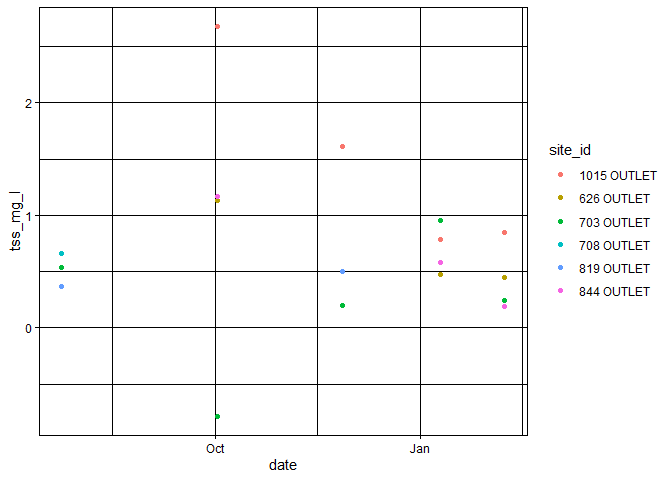 2
1
0
tss_mg_l
Oct
Jan
date
site_id
1015 OUTLET
626 OUTLET
703 OUTLET
708 OUTLET
819 OUTLET
844 OUTLET